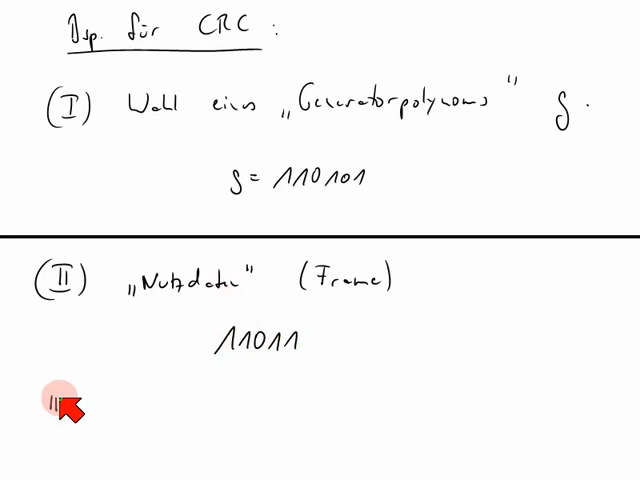 Bsp. für CRC :
(I) Wahl eines „Generatorpolynoms" g.
g = 110101
(II) „Nutzdaten" (Frame)
11011